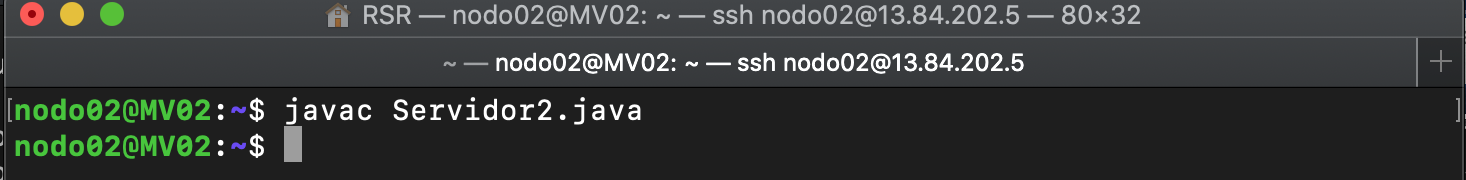 RSR — nodo02@MV02: ~ — ssh nodo02@13.84.202.5 — 80×32
~ — nodo02@MV02: ~ — ssh nodo02@13.84.202.5
[nodo02@MV02:~$ javac Servidor2.java ]
nodo02@MV02:~$